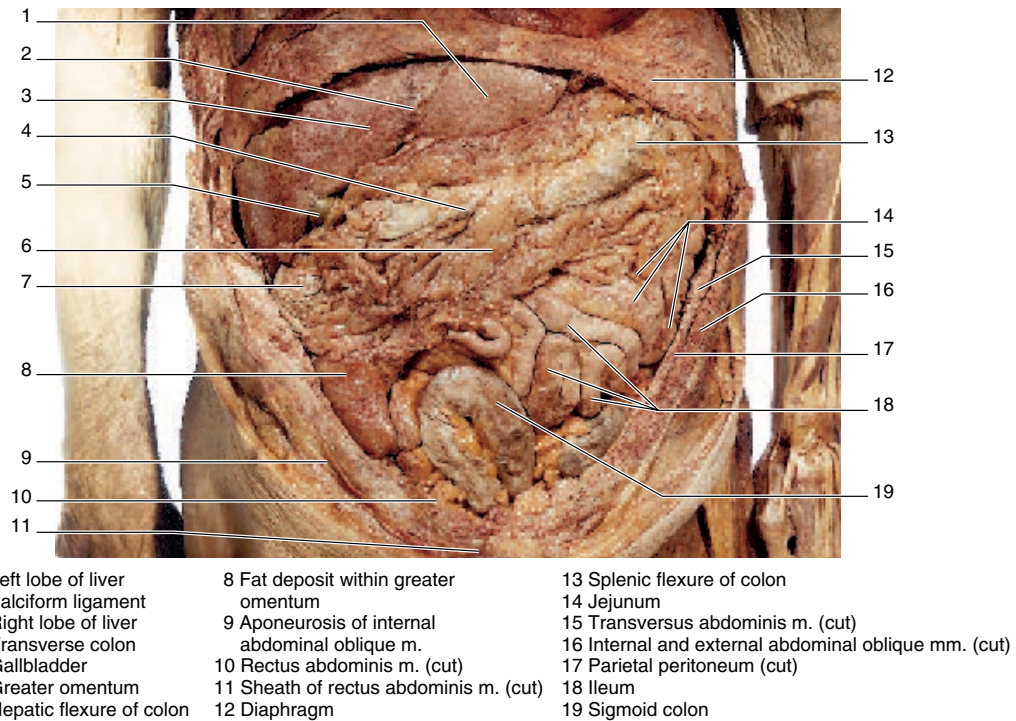 1
2
3
4
5
6
7
8
9
10
11
12
13
14
15
16
17
18
19
eft lobe of liver
alciform ligament
Right lobe of liver
ransverse colon
Gallbladder
Greater omentum
Hepatic flexure of colon
8 Fat deposit within greater
omentum
9 Aponeurosis of internal
abdominal oblique m.
10 Rectus abdominis m. (cut)
11 Sheath of rectus abdominis m. (cut)
12 Diaphragm
13 Splenic flexure of colon
14 Jejunum
15 Transversus abdominis m. (cut)
16 Internal and external abdominal oblique mm. (cut)
17 Parietal peritoneum (cut)
18 Ileum
19 Sigmoid colon